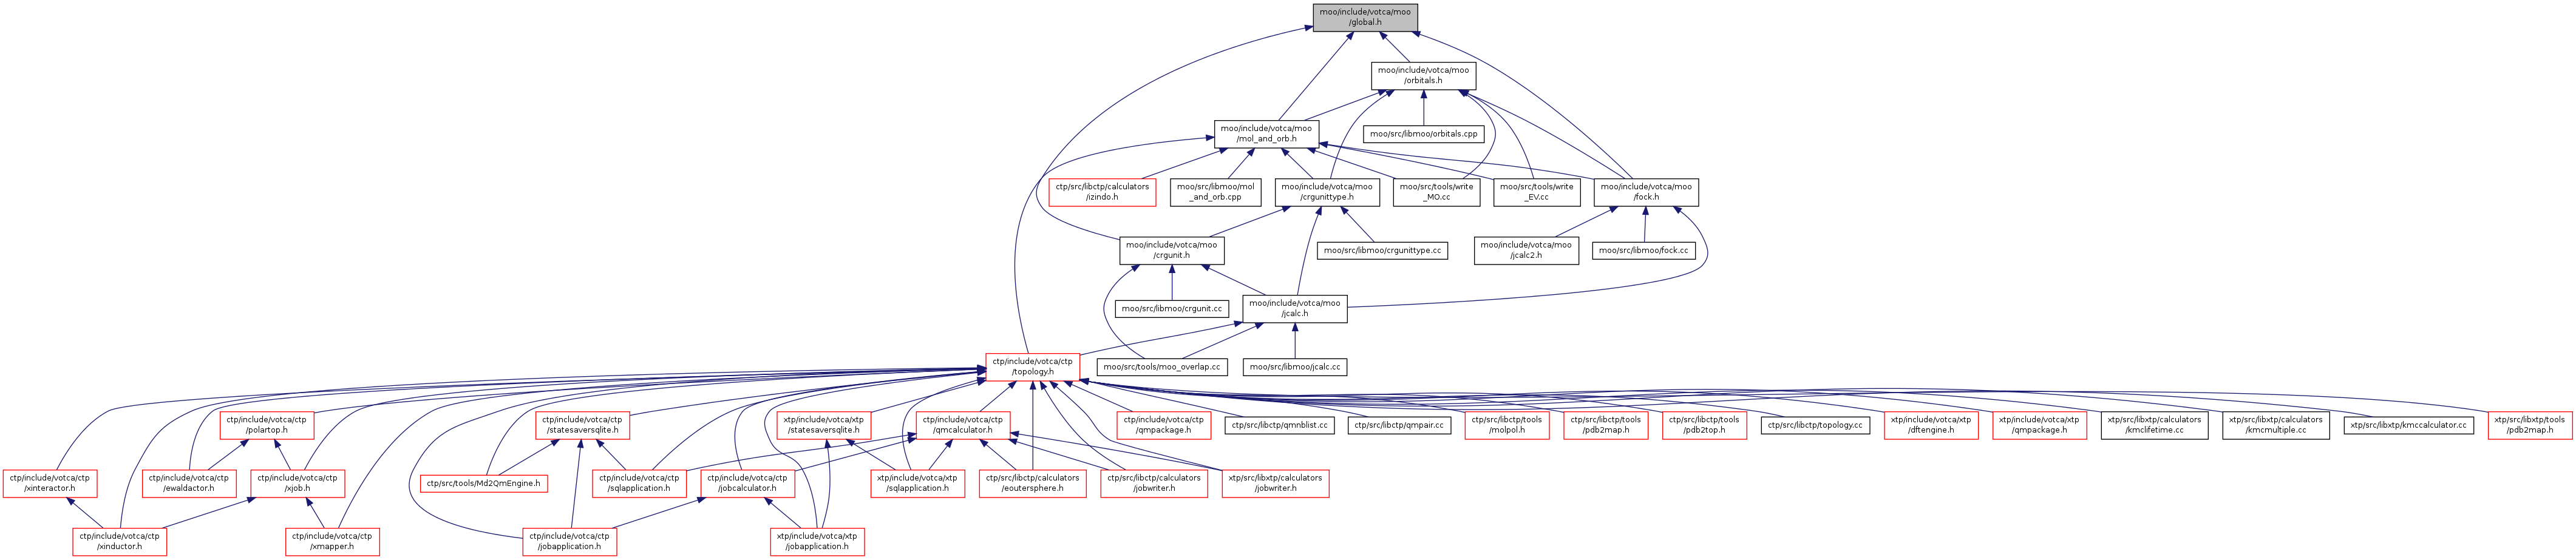 moo/include/votca/moo
/global.h
moo/include/votca/moo
/orbitals.h
moo/include/votca/moo
/mol_and_orb.h
moo/src/libmoo/orbitals.cpp
ctp/src/libctp/calculators
/izindo.h
moo/src/libmoo/mol
_and_orb.cpp
moo/include/votca/moo
/crgunittype.h
moo/src/tools/write
_MO.cc
moo/src/tools/write
_EV.cc
moo/include/votca/moo
/fock.h
moo/include/votca/moo
/crgunit.h
moo/src/libmoo/crgunittype.cc
moo/include/votca/moo
/jcalc2.h
moo/src/libmoo/fock.cc
moo/src/libmoo/crgunit.cc
moo/include/votca/moo
/jcalc.h
ctp/include/votca/ctp
/topology.h
moo/src/tools/moo_overlap.cc
moo/src/libmoo/jcalc.cc
ctp/include/votca/ctp
/polartop.h
ctp/include/votca/ctp
/statesaversqlite.h
xtp/include/votca/xtp
/statesaversqlite.h
ctp/include/votca/ctp
/qmcalculator.h
ctp/include/votca/ctp
/qmpackage.h
ctp/src/libctp/qmnblist.cc
ctp/src/libctp/qmpair.cc
ctp/src/libctp/tools
/molpol.h
ctp/src/libctp/tools
/pdb2map.h
ctp/src/libctp/tools
/pdb2top.h
ctp/src/libctp/topology.cc
xtp/include/votca/xtp
/dftengine.h
xtp/include/votca/xtp
/qmpackage.h
xtp/src/libxtp/calculators
/kmclifetime.cc
xtp/src/libxtp/calculators
/kmcmultiple.cc
xtp/src/libxtp/kmccalculator.cc
xtp/src/libxtp/tools
/pdb2map.h
ctp/include/votca/ctp
/xinteractor.h
ctp/include/votca/ctp
/ewaldactor.h
ctp/include/votca/ctp
/xjob.h
ctp/src/tools/Md2QmEngine.h
ctp/include/votca/ctp
/sqlapplication.h
ctp/include/votca/ctp
/jobcalculator.h
xtp/include/votca/xtp
/sqlapplication.h
ctp/src/libctp/calculators
/eoutersphere.h
ctp/src/libctp/calculators
/jobwriter.h
xtp/src/libxtp/calculators
/jobwriter.h
ctp/include/votca/ctp
/xinductor.h
ctp/include/votca/ctp
/xmapper.h
ctp/include/votca/ctp
/jobapplication.h
xtp/include/votca/xtp
/jobapplication.h